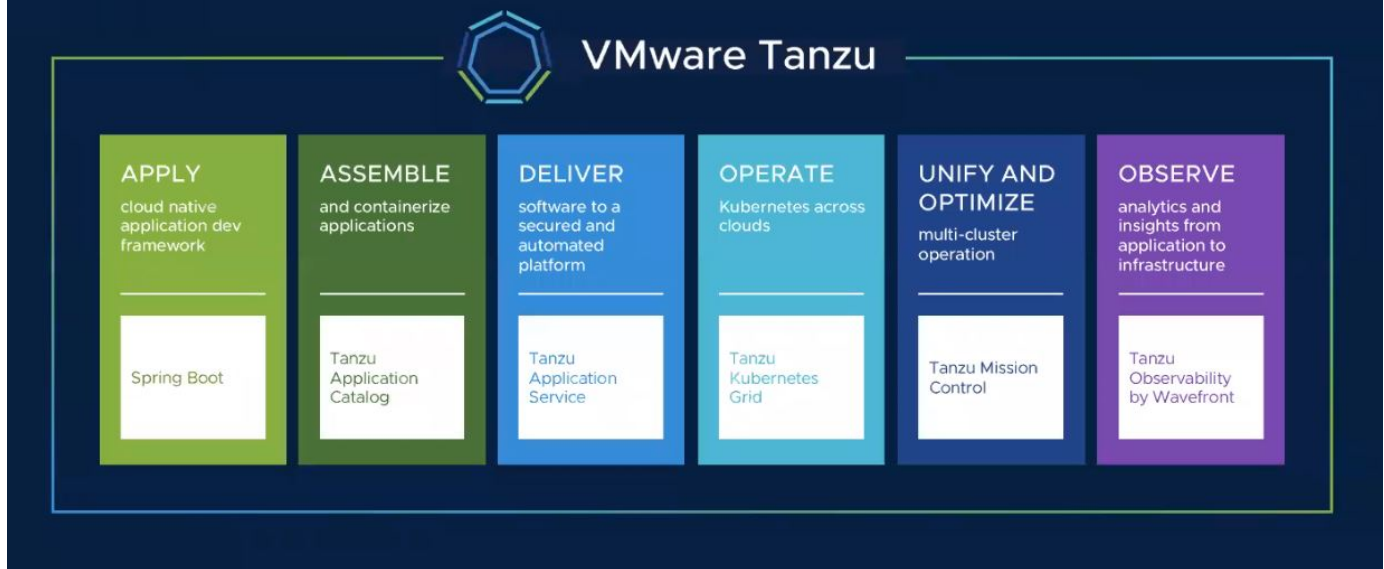 VMware Tanzu
APPLY
cloud native
application dev
framework
Spring Boot
ASSEMBLE
and containerize
applications
Tanzu
Application
Catalog
DELIVER
software to a
secured and
automated
platform
Tanzu
Application
Service
OPERATE
Kubernetes across
clouds
Tanzu
Kubernetes
Grid
UNIFY AND
OPTIMIZE
multi-cluster
operation
Tanzu Mission
Control
OBSERVE
analytics and
insights from
application to
infrastructure
Tanzu
Observability
by Wavefront